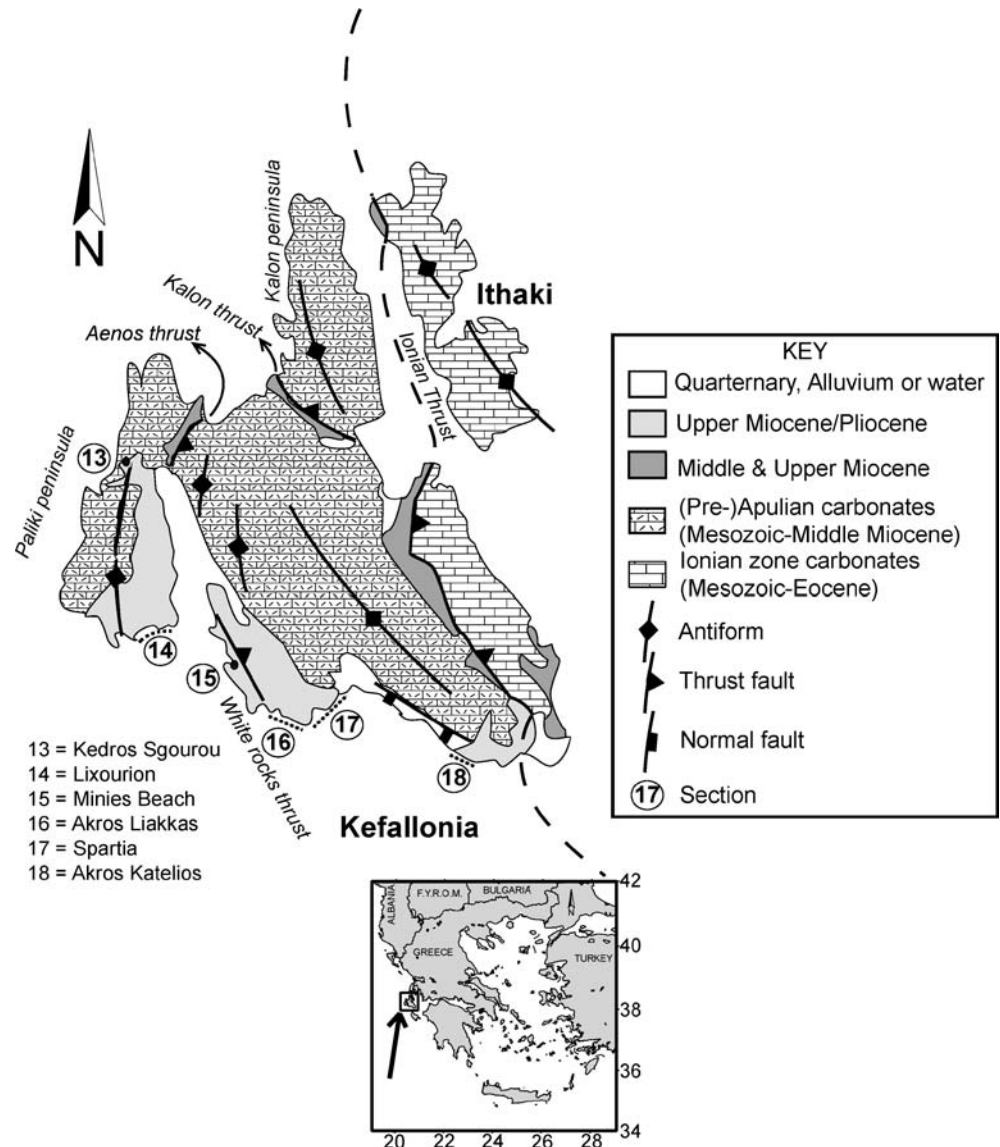 N
Kalon peninsula
Kalon thrust
Aenos thrust
Ithaki
Ionian Thrust
Paliki peninsula
13
14
15
16
17
18
White rocks thrust
Kefallonia
13 = Kedros Sgourou
14 = Lixourion
15 = Minies Beach
16 = Akros Liakkas
17 = Spartia
18 = Akros Katelios
KEY
Quarternary, Alluvium or water
Upper Miocene/Pliocene
Middle & Upper Miocene
(Pre-)Apulian carbonates
(Mesozoic-Middle Miocene)
Ionian zone carbonates
(Mesozoic-Eocene)
Antiform
Thrust fault
Normal fault
17 Section
ALBANIA
F.Y.R.O.M.
BULGARIA
N
GREECE
TURKEY
42
40
38
36
34
20 22 24 26 28